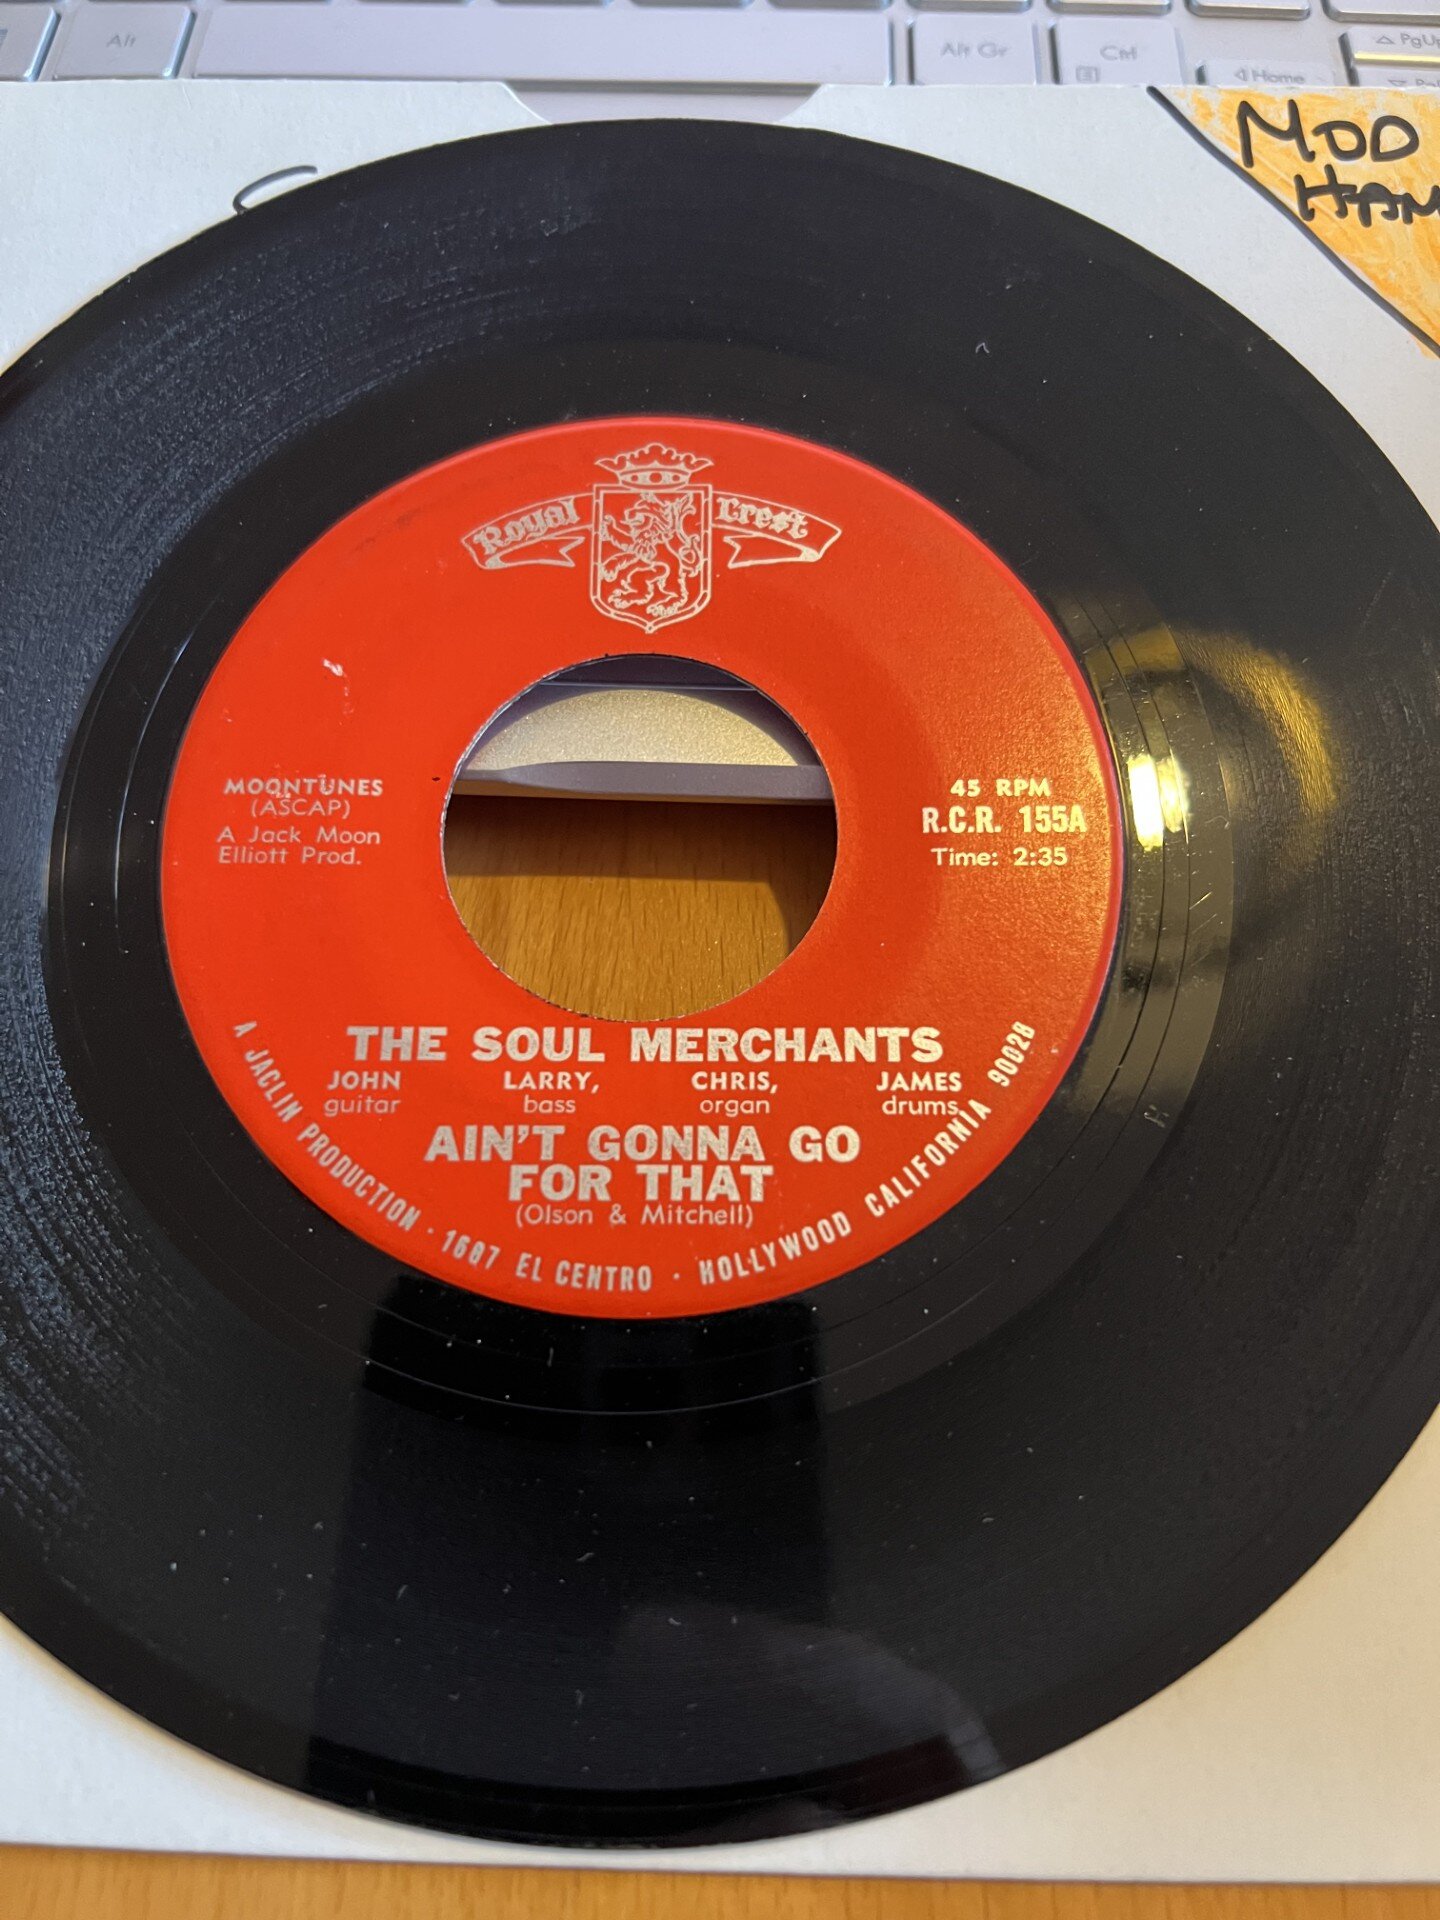 Alt
Alt Gr
Ctrl
Home
PgUp
MOD
HAM
Royal Crest
MOONTUNES
(ASCAP)
A Jack Moon
Elliott Prod.
45 RPM
R.C.R. 155A
Time: 2:35
THE SOUL MERCHANTS
JOHN LARRY, CHRIS, JAMES
guitar bass organ drums
AIN'T GONNA GO
FOR THAT
(Olson & Mitchell)
A JACLIN PRODUCTION · 1607 EL CENTRO · HOLLYWOOD CALIFORNIA 90028